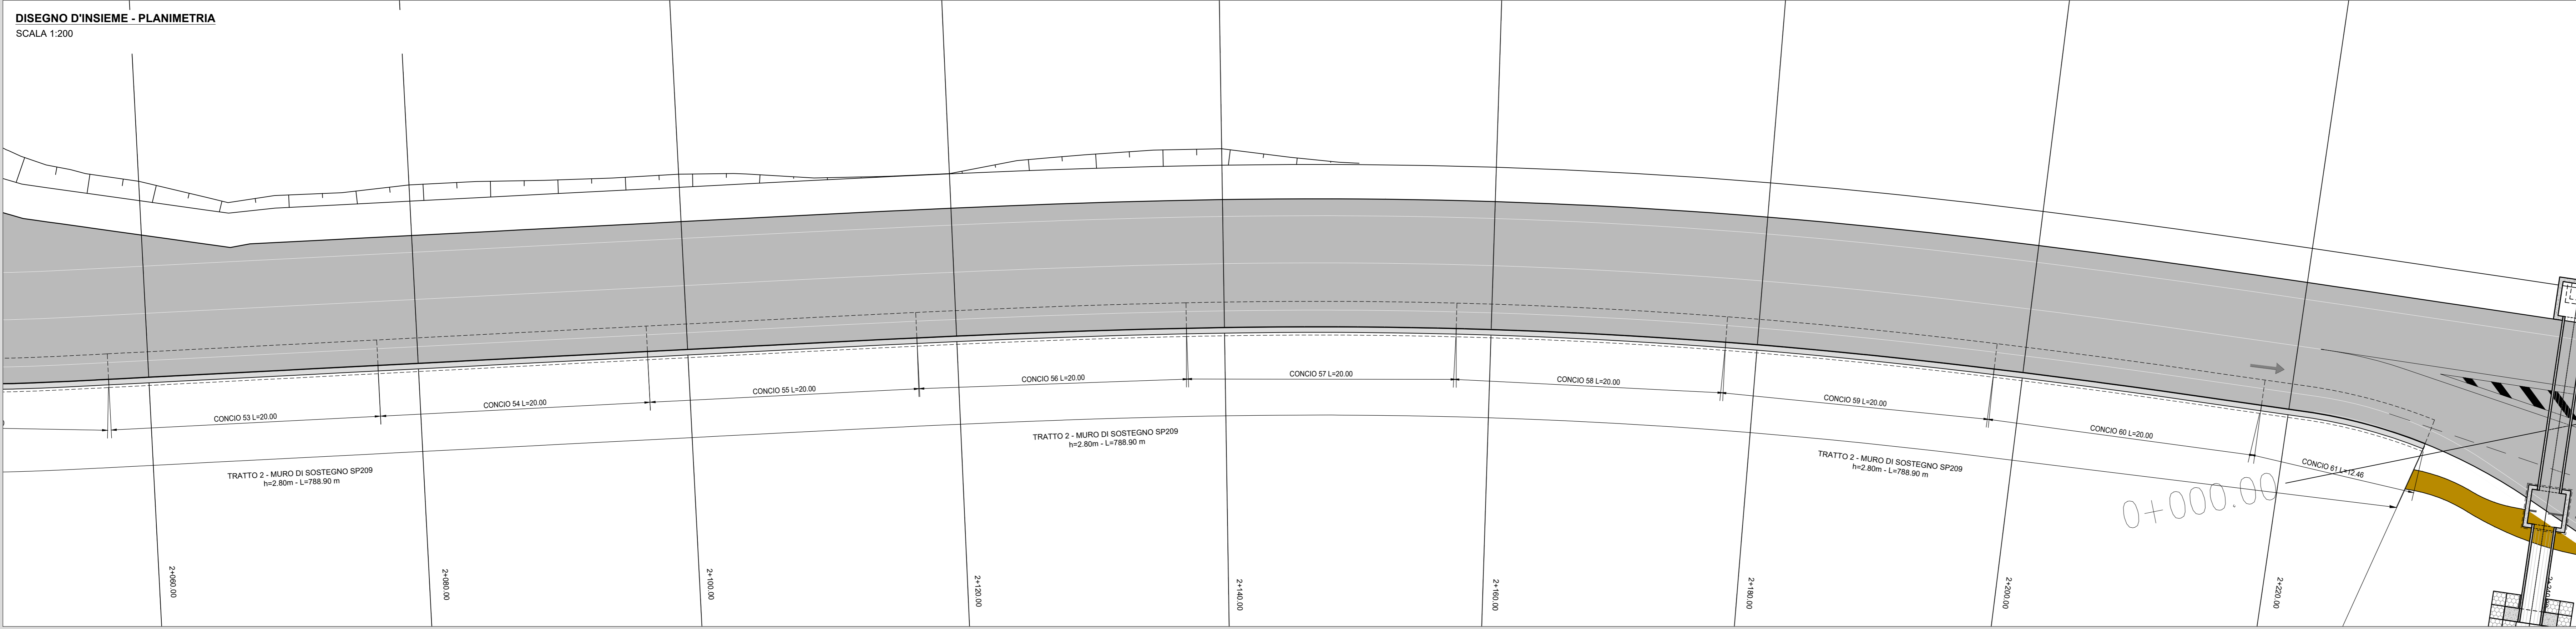 DISEGNO D'INSIEME - PLANIMETRIA
SCALA 1:200
CONCIO 53 L=20.00
CONCIO 54 L=20.00
CONCIO 55 L=20.00
CONCIO 56 L=20.00
CONCIO 57 L=20.00
CONCIO 58 L=20.00
CONCIO 59 L=20.00
CONCIO 60 L=20.00
CONCIO 61 L=12.46
TRATTO 2 - MURO DI SOSTEGNO SP209
h=2.80m - L=788.90 m
TRATTO 2 - MURO DI SOSTEGNO SP209
h=2.80m - L=788.90 m
TRATTO 2 - MURO DI SOSTEGNO SP209
h=2.80m - L=788.90 m
0+000.00
2+060.00
2+080.00
2+100.00
2+120.00
2+140.00
2+160.00
2+180.00
2+200.00
2+220.00